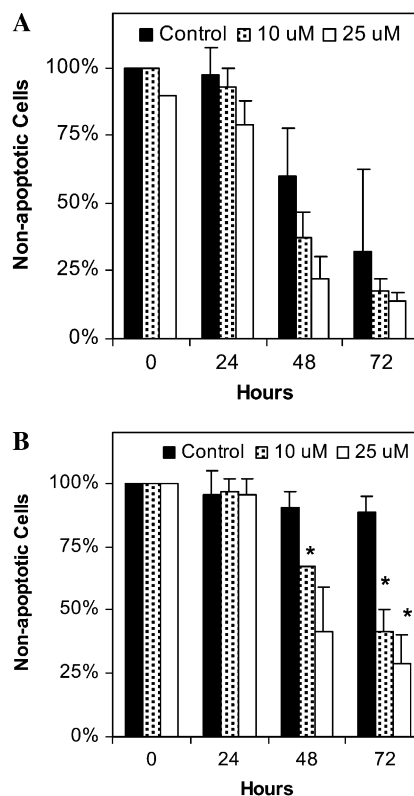 A
Control 10 uM 25 uM
Non-apoptotic Cells
100%
75%
50%
25%
0%
0 24 48 72
Hours
B
Control 10 uM 25 uM
Non-apoptotic Cells
100%
75%
50%
25%
0%
*
*
*
0 24 48 72
Hours